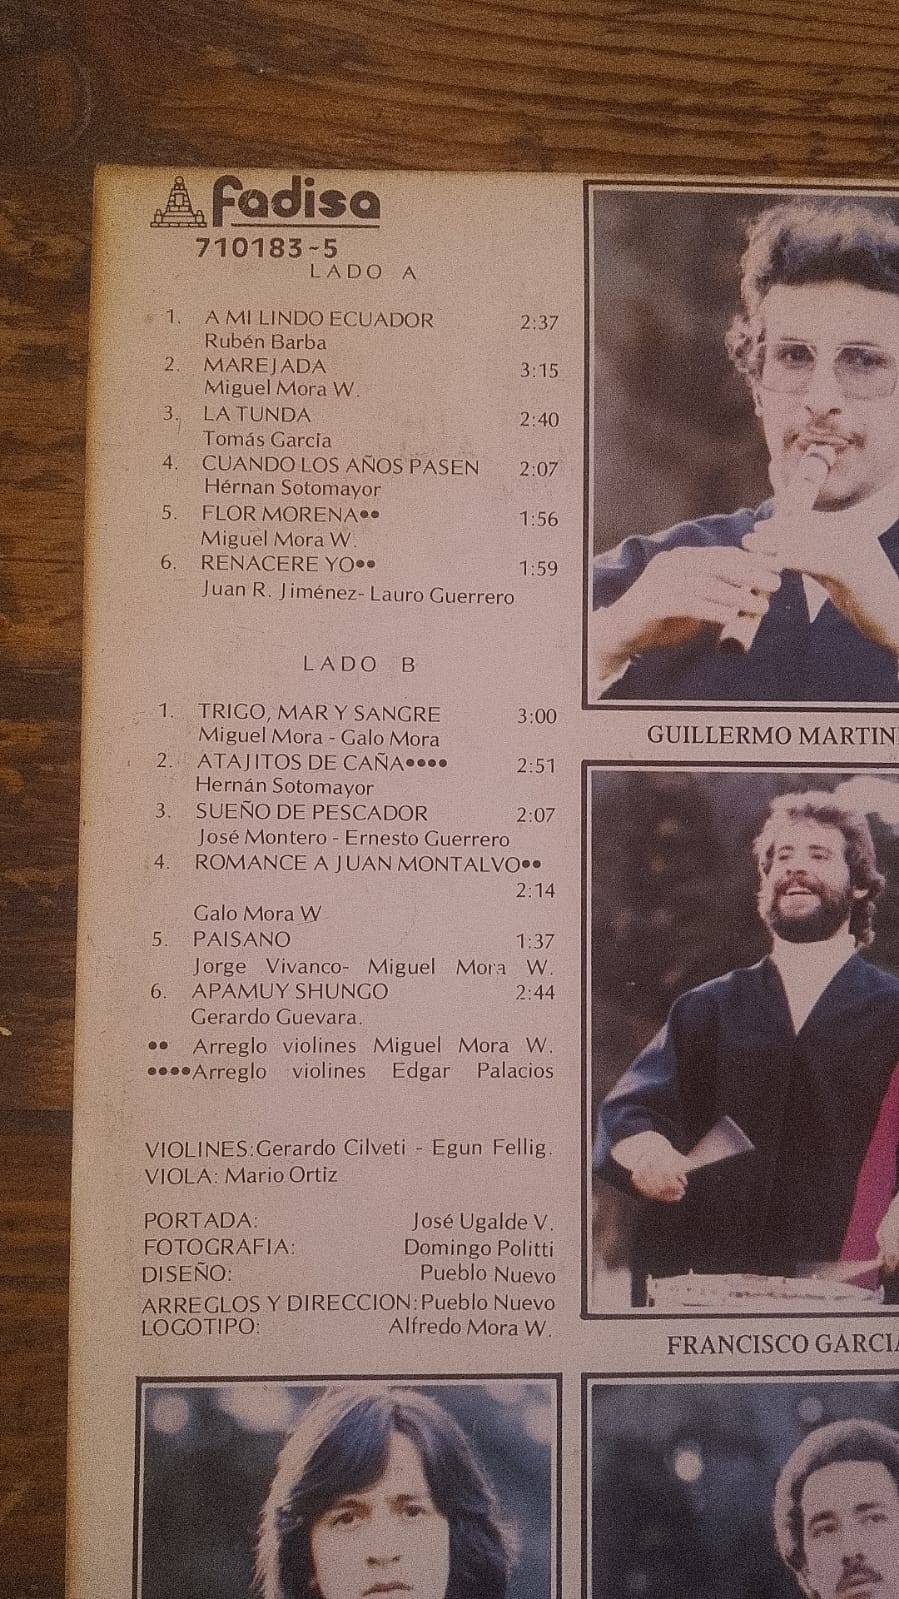 fadisa
710183-5
LADO A
1. A MI LINDO ECUADOR 2:37
Rubén Barba
2. MAREJADA 3:15
Miguel Mora W.
3. LA TUNDA 2:40
Tomás Garcia
4. CUANDO LOS AÑOS PASEN 2:07
Hérnan Sotomayor
5. FLOR MORENA•• 1:56
Miguel Mora W.
6. RENACERE YO•• 1:59
Juan R. Jiménez- Lauro Guerrero
LADO B
1. TRIGO, MAR Y SANGRE 3:00
Miguel Mora - Galo Mora
2. ATAJITOS DE CAÑA•••• 2:51
Hernán Sotomayor
3. SUEÑO DE PESCADOR 2:07
José Montero - Ernesto Guerrero
4. ROMANCE A JUAN MONTALVO••
2:14
Galo Mora W
5. PAISANO 1:37
Jorge Vivanco- Miguel Mora W.
6. APAMUY SHUNGO 2:44
Gerardo Guevara.
•• Arreglo violines Miguel Mora W.
••••Arreglo violines Edgar Palacios
VIOLINES:Gerardo Cilveti - Egun Fellig.
VIOLA: Mario Ortiz
PORTADA: José Ugalde V.
FOTOGRAFIA: Domingo Politti
DISEÑO: Pueblo Nuevo
ARREGLOS Y DIRECCION:Pueblo Nuevo
LOGOTIPO: Alfredo Mora W.
GUILLERMO MARTIN
FRANCISCO GARCIA